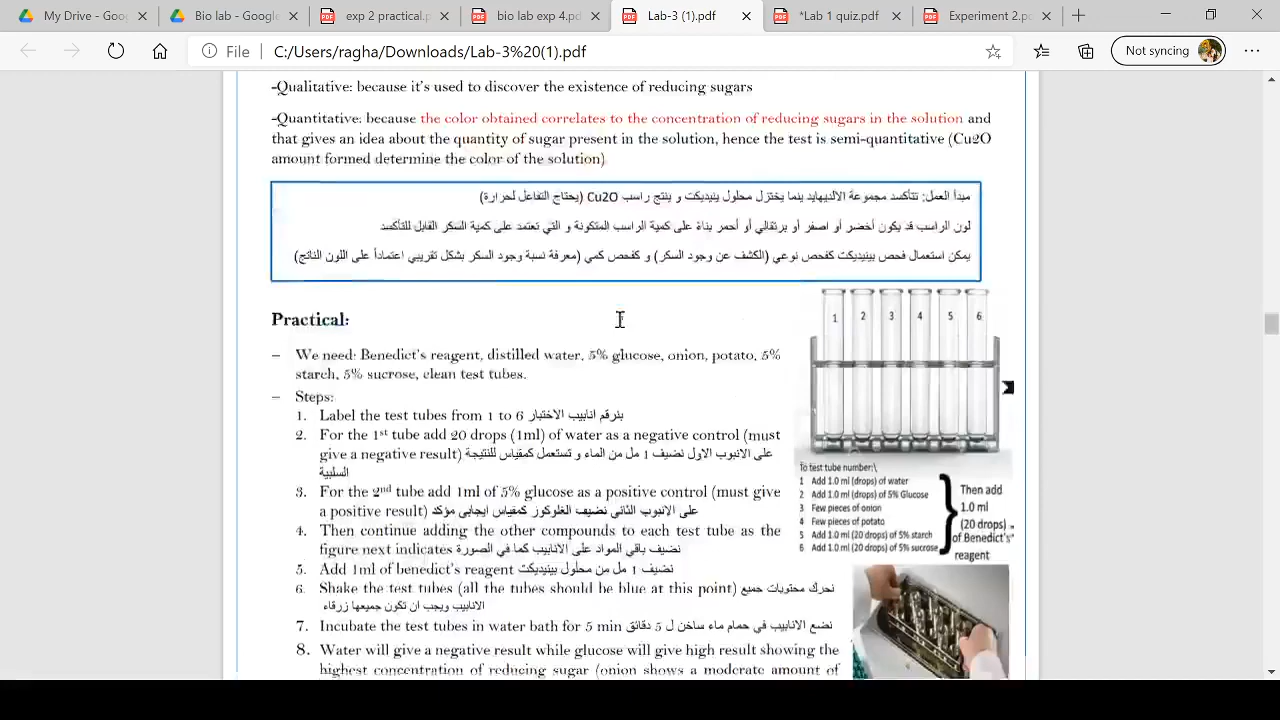 My Drive - Goo
Bio lab - Google
exp 2 practical.p
bio lab exp 4.pd
Lab-3 (1).pdf
*Lab 1 quiz.pdf
Experiment 2.pd
File
C:/Users/ragha/Downloads/Lab-3%20(1).pdf
Not syncing
-Qualitative: because it's used to discover the existence of reducing sugars
-Quantitative: because the color obtained correlates to the concentration of reducing sugars in the solution and
that gives an idea about the quantity of sugar present in the solution, hence the test is semi-quantitative (Cu2O
amount formed determine the color of the solution)
مبدأ العمل: تتأكسد مجموعة الألديهايد بينما يختزل محلول بينيديكت و ينتج راسب Cu2O (يحتاج التفاعل لحرارة)
لون الراسب قد يكون أخضر أو اصفر أو برتقالي أو أحمر بناءً على كمية الراسب المتكونة و التي تعتمد على كمية السكر القابل للتأكسد
يمكن استعمال فحص بينيديكت كفحص نوعي (الكشف عن وجود السكر) و كفحص كمي (معرفة نسبة وجود السكر بشكل تقريبي اعتماداً على اللون الناتج)
Practical:
– We need: Benedict's reagent, distilled water, 5% glucose, onion, potato, 5%
starch, 5% sucrose, clean test tubes.
– Steps:
1. Label the test tubes from 1 to 6 بنرقم انابيب الاختبار
2. For the 1st tube add 20 drops (1ml) of water as a negative control (must
give a negative result) على الانبوب الاول نضيف 1 مل من الماء و تستعمل كمقياس للنتيجة
السلبية
3. For the 2nd tube add 1ml of 5% glucose as a positive control (must give
a positive result) على الانبوب الثاني نضيف الغلوكوز كمقياس ايجابي مؤكد
4. Then continue adding the other compounds to each test tube as the
figure next indicates نضيف باقي المواد على الانابيب كما في الصورة
5. Add 1ml of benedict's reagent نضيف 1 مل من محلول بينيديكت
6. Shake the test tubes (all the tubes should be blue at this point) نحرك محتويات جميع
الانابيب ويجب ان تكون جميعها زرقاء
7. Incubate the test tubes in water bath for 5 min نضع الانابيب في حمام ماء ساخن ل 5 دقائق
8. Water will give a negative result while glucose will give high result showing the
highest concentration of reducing sugar (onion shows a moderate amount of
1 2 3 4 5 6
To test tube number:\
1 Add 1.0 ml (drops) of water
2 Add 1.0 ml (drops) of 5% Glucose
3 Few pieces of onion
4 Few pieces of potato
5 Add 1.0 ml (20 drops) of 5% starch
6 Add 1.0 ml (20 drops) of 5% sucrose
Then add
1.0 ml
(20 drops)
of Benedict's
reagent